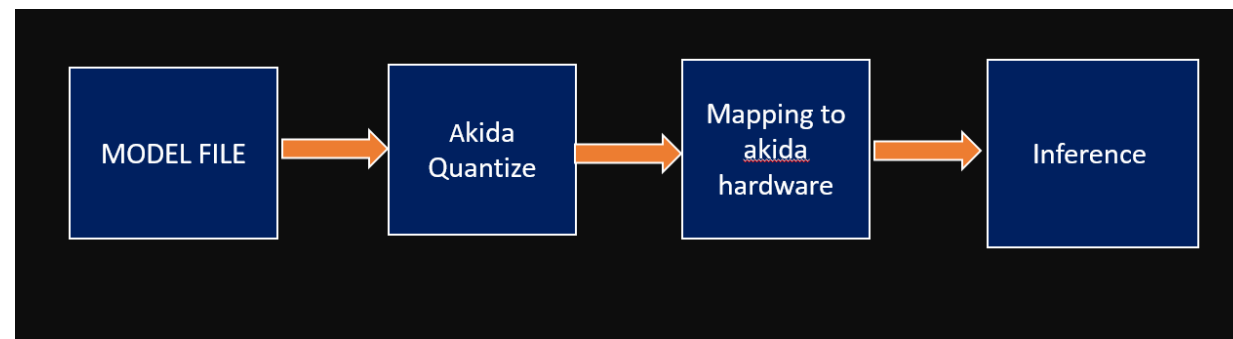 MODEL FILE
Akida
Quantize
Mapping to
akida
hardware
Inference